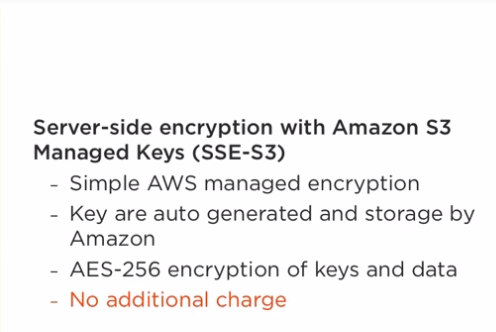 Server-side encryption with Amazon S3
Managed Keys (SSE-S3)
- Simple AWS managed encryption
- Key are auto generated and storage by
Amazon
- AES-256 encryption of keys and data
- No additional charge